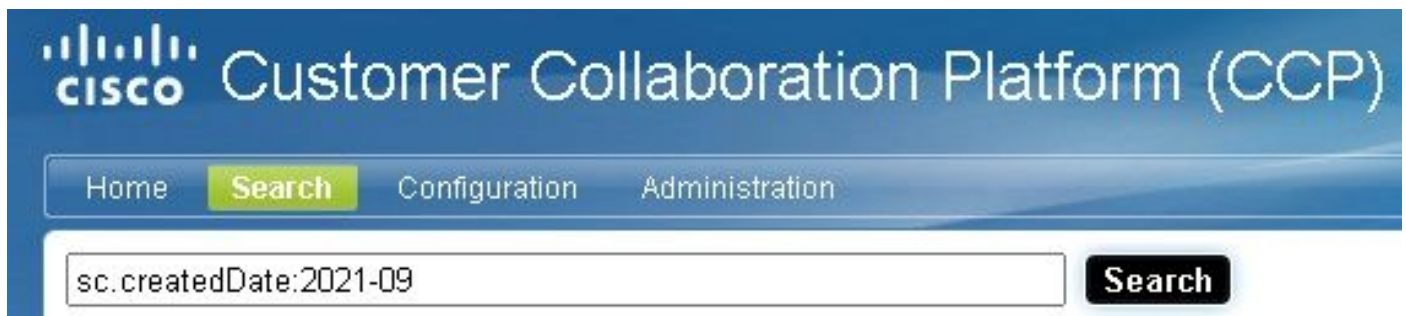 CISCO Customer Collaboration Platform (CCP)
Home Search Configuration Administration
sc.createdDate:2021-09 Search